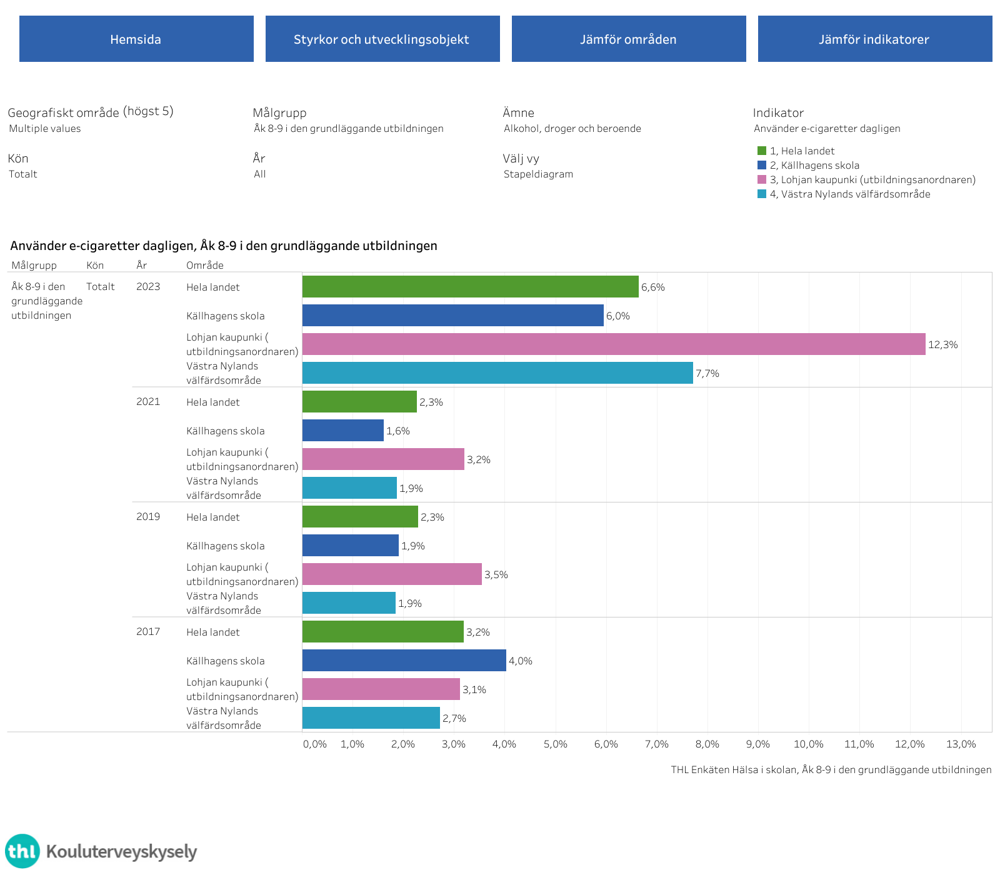 Hemsida
Styrkor och utvecklingsobjekt
Jämför områden
Jämför indikatorer
Geografiskt område (högst 5)
Multiple values
Målgrupp
Åk 8-9 i den grundläggande utbildningen
Ämne
Alkohol, droger och beroende
Indikator
Använder e-cigaretter dagligen
Kön
Totalt
År
All
Välj vy
Stapeldiagram
1, Hela landet
2, Källhagens skola
3, Lohjan kaupunki (utbildningsanordnaren)
4, Västra Nylands välfärdsområde
Använder e-cigaretter dagligen, Åk 8-9 i den grundläggande utbildningen
Målgrupp Kön År Område
Åk 8-9 i den
grundläggande
utbildningen
Totalt
2023
Hela landet
6,6%
Källhagens skola
6,0%
Lohjan kaupunki (
utbildningsanordnaren)
12,3%
Västra Nylands
välfärdsområde
7,7%
2021
Hela landet
2,3%
Källhagens skola
1,6%
Lohjan kaupunki (
utbildningsanordnaren)
3,2%
Västra Nylands
välfärdsområde
1,9%
2019
Hela landet
2,3%
Källhagens skola
1,9%
Lohjan kaupunki (
utbildningsanordnaren)
3,5%
Västra Nylands
välfärdsområde
1,9%
2017
Hela landet
3,2%
Källhagens skola
4,0%
Lohjan kaupunki (
utbildningsanordnaren)
3,1%
Västra Nylands
välfärdsområde
2,7%
0,0% 1,0% 2,0% 3,0% 4,0% 5,0% 6,0% 7,0% 8,0% 9,0% 10,0% 11,0% 12,0% 13,0%
THL Enkäten Hälsa i skolan, Åk 8-9 i den grundläggande utbildningen
thl Kouluterveyskysely